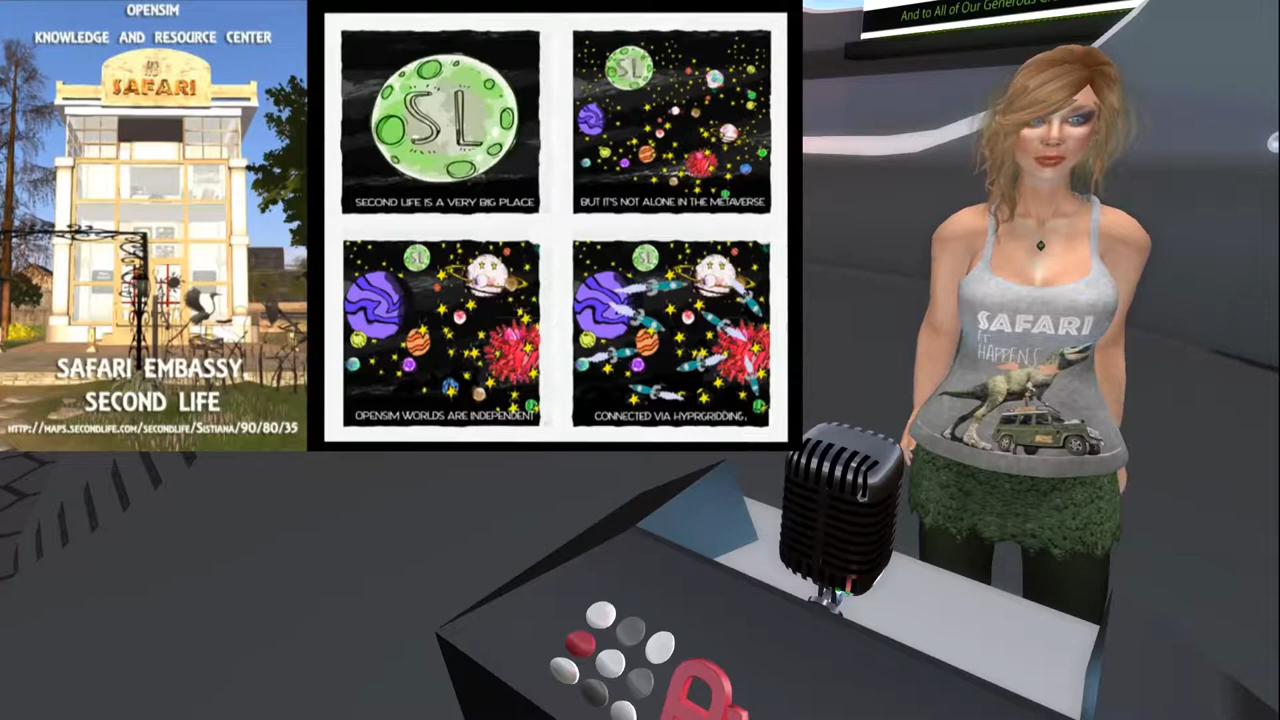 OPENSIM
KNOWLEDGE AND RESOURCE CENTER
SAFARI
SAFARI EMBASSY.
SECOND LIFE
HTTP://MAPS.SECONDLIFE.COM/SECONDLIFE/SISTIANA/90/80/35
SL
SECOND LIFE IS A VERY BIG PLACE
SL
BUT IT'S NOT ALONE IN THE METAVERSE
SL
OPENSIM WORLDS ARE INDEPENDENT
SL
CONNECTED VIA HYPRGRIDDING.
And to All of Our Generous
SAFARI
IT
HAPPEN